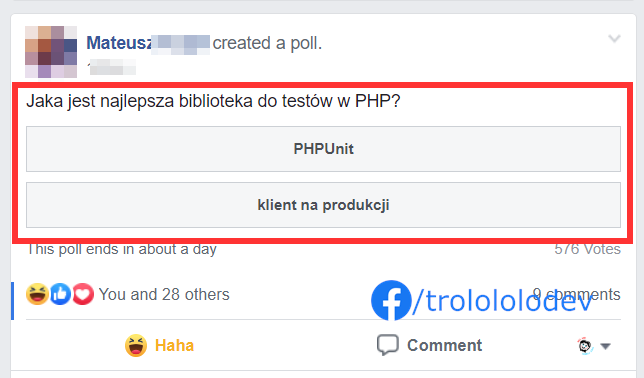 Mateusz created a poll.
Jaka jest najlepsza biblioteka do testów w PHP?
PHPUnit
klient na produkcji
This poll ends in about a day 576 Votes
You and 28 others 9 comments
/trolololodev
Haha Comment